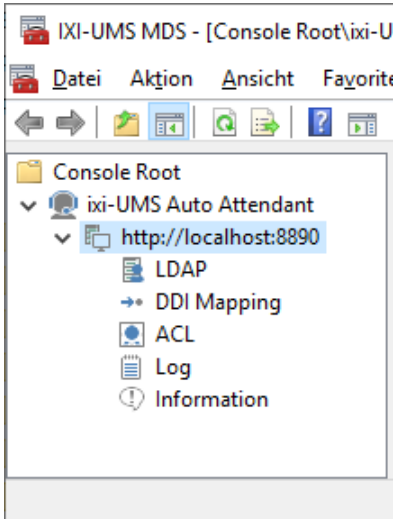 IXI-UMS MDS - [Console Root\ixi-U
Datei Aktion Ansicht Favorite
Console Root
ixi-UMS Auto Attendant
http://localhost:8890
LDAP
DDI Mapping
ACL
Log
Information